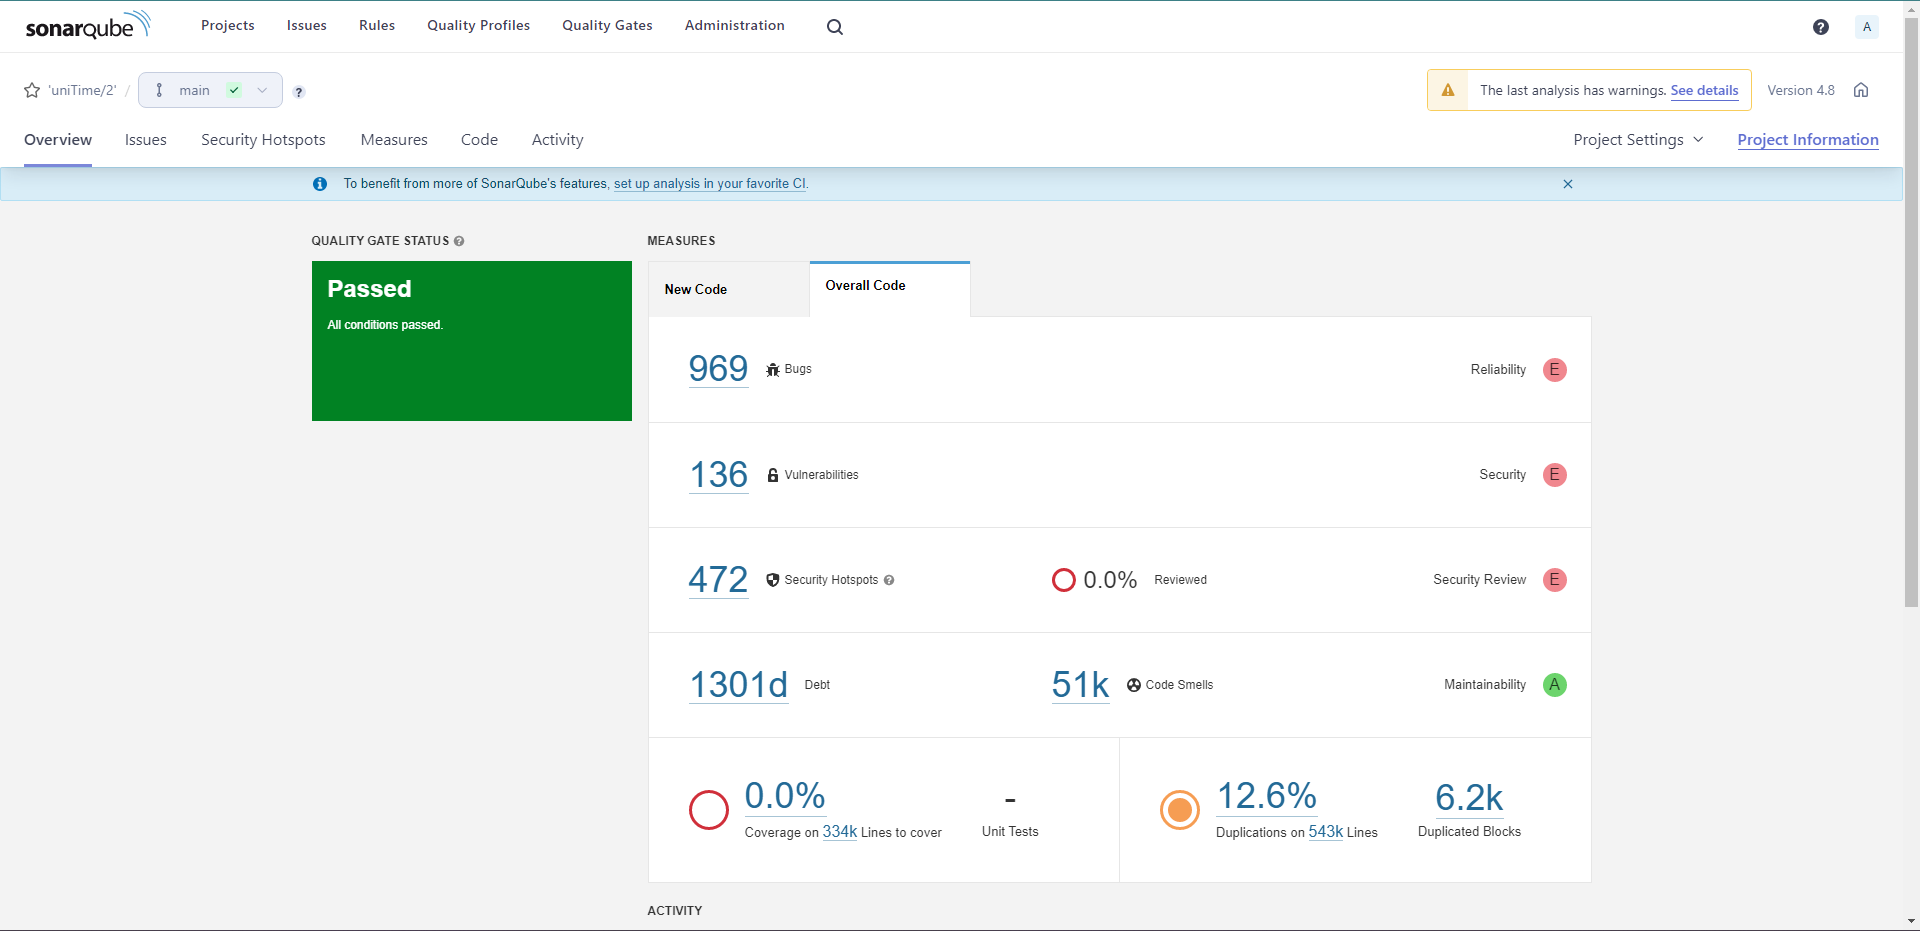 sonarqube Projects Issues Rules Quality Profiles Quality Gates Administration ? A
'uniTime/2' / main ? The last analysis has warnings. See details Version 4.8
Overview Issues Security Hotspots Measures Code Activity Project Settings Project Information
To benefit from more of SonarQube's features, set up analysis in your favorite CI.
QUALITY GATE STATUS ?
Passed
All conditions passed.
MEASURES
New Code Overall Code
969 Bugs Reliability E
136 Vulnerabilities Security E
472 Security Hotspots ? 0.0% Reviewed Security Review E
1301d Debt 51k Code Smells Maintainability A
0.0% - 12.6% 6.2k
Coverage on 334k Lines to cover Unit Tests Duplications on 543k Lines Duplicated Blocks
ACTIVITY